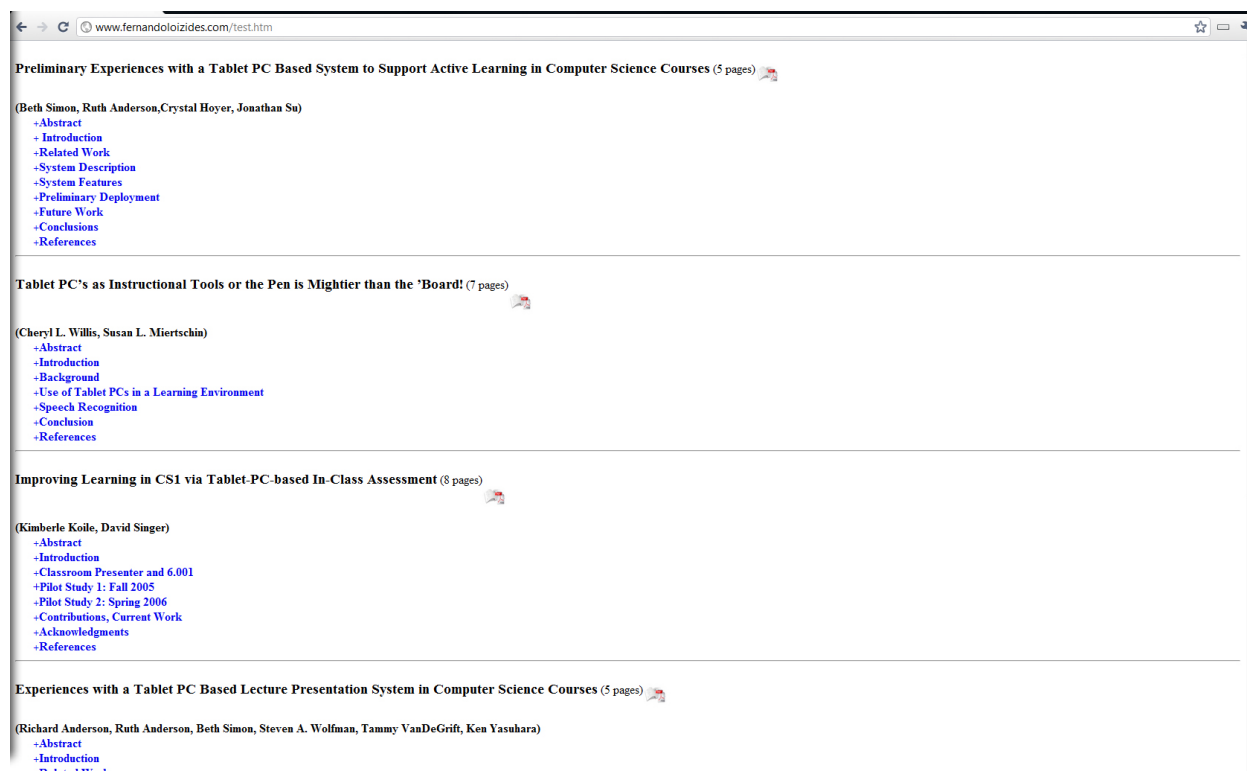 www.fernandoloizides.com/test.htm
Preliminary Experiences with a Tablet PC Based System to Support Active Learning in Computer Science Courses (5 pages)
(Beth Simon, Ruth Anderson,Crystal Hoyer, Jonathan Su)
+Abstract
+ Introduction
+Related Work
+System Description
+System Features
+Preliminary Deployment
+Future Work
+Conclusions
+References
Tablet PC’s as Instructional Tools or the Pen is Mightier than the ’Board! (7 pages)
(Cheryl L. Willis, Susan L. Miertschin)
+Abstract
+Introduction
+Background
+Use of Tablet PCs in a Learning Environment
+Speech Recognition
+Conclusion
+References
Improving Learning in CS1 via Tablet-PC-based In-Class Assessment (8 pages)
(Kimberle Koile, David Singer)
+Abstract
+Introduction
+Classroom Presenter and 6.001
+Pilot Study 1: Fall 2005
+Pilot Study 2: Spring 2006
+Contributions, Current Work
+Acknowledgments
+References
Experiences with a Tablet PC Based Lecture Presentation System in Computer Science Courses (5 pages)
(Richard Anderson, Ruth Anderson, Beth Simon, Steven A. Wolfman, Tammy VanDeGrift, Ken Yasuhara)
+Abstract
+Introduction